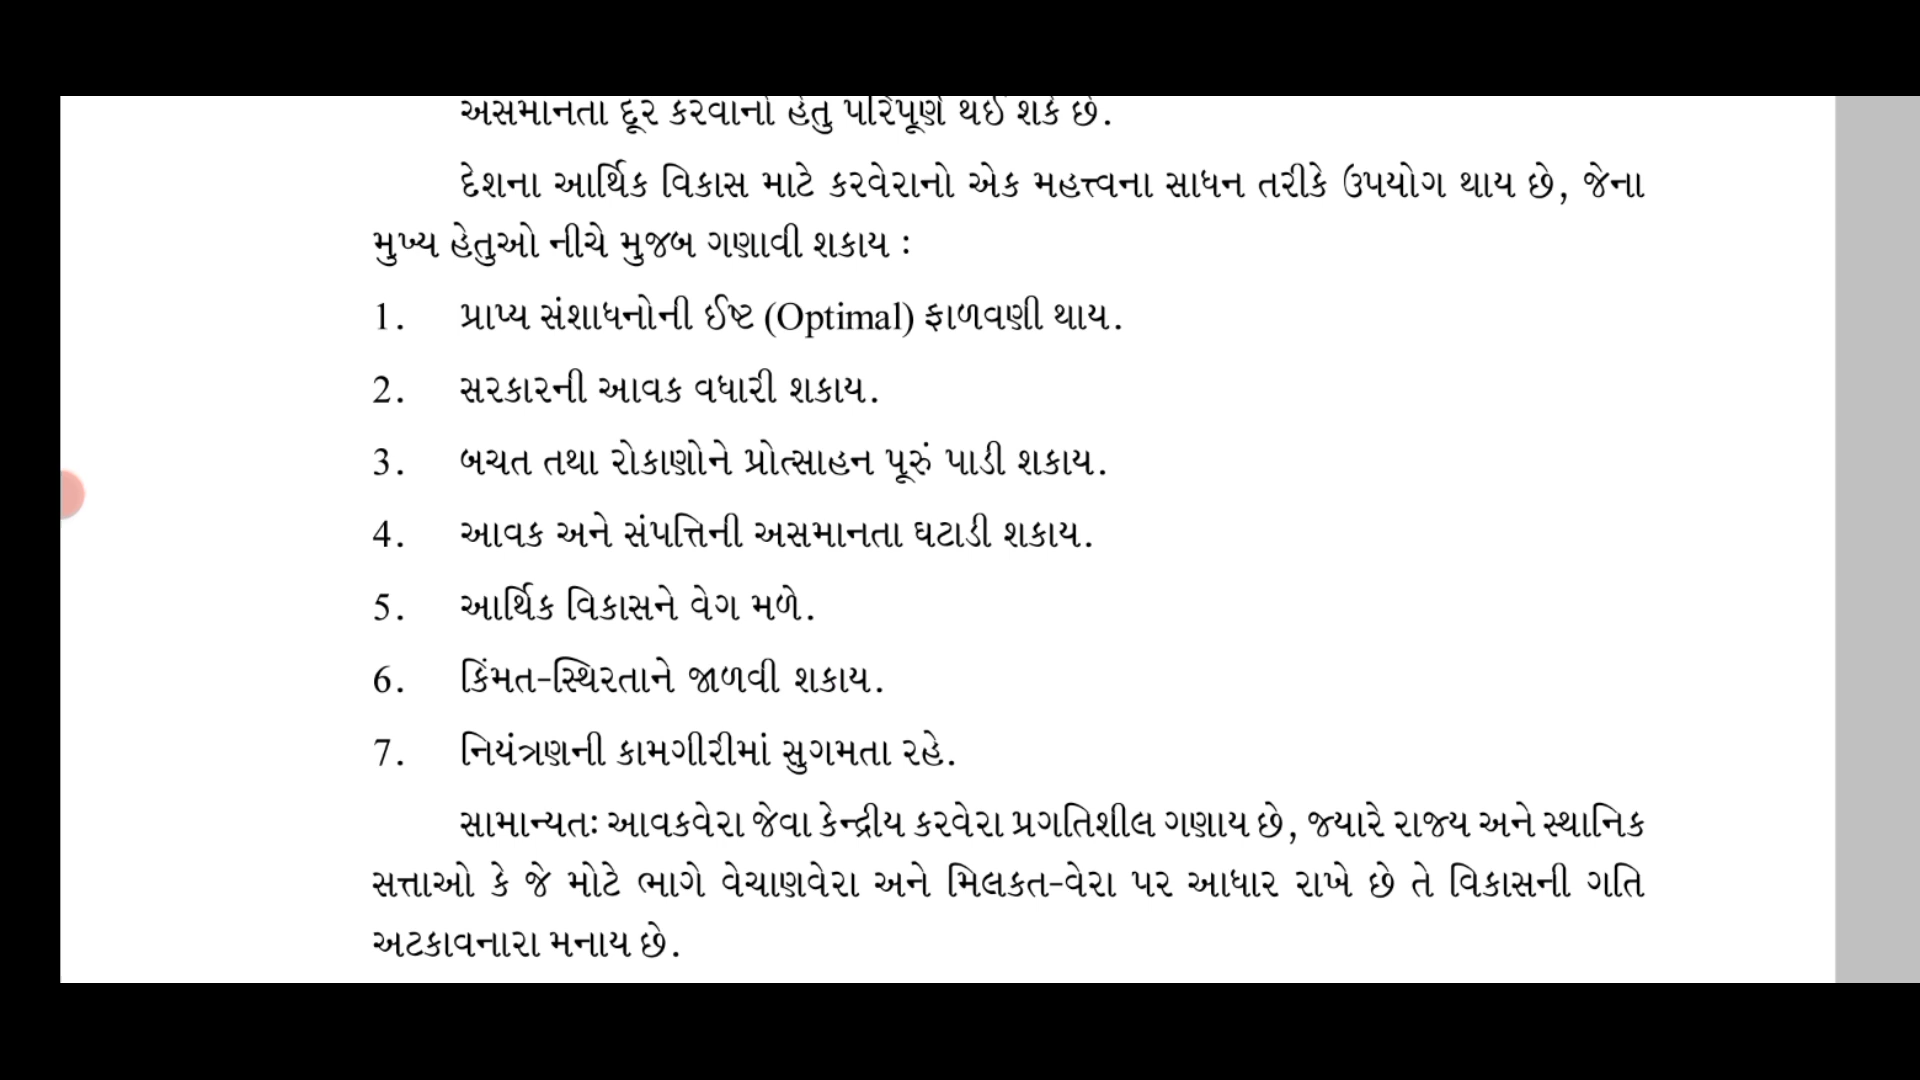 અસમાનતા દૂર કરવાનો હેતુ પરિપૂર્ણ થઈ શકે છે.
દેશના આર્થિક વિકાસ માટે કરવેરાનો એક મહત્ત્વના સાધન તરીકે ઉપયોગ થાય છે, જેના
મુખ્ય હેતુઓ નીચે મુજબ ગણાવી શકાય :
1. પ્રાપ્ય સંશાધનોની ઈષ્ટ (Optimal) ફાળવણી થાય.
2. સરકારની આવક વધારી શકાય.
3. બચત તથા રોકાણોને પ્રોત્સાહન પૂરું પાડી શકાય.
4. આવક અને સંપત્તિની અસમાનતા ઘટાડી શકાય.
5. આર્થિક વિકાસને વેગ મળે.
6. કિંમત-સ્થિરતાને જાળવી શકાય.
7. નિયંત્રણની કામગીરીમાં સુગમતા રહે.
સામાન્યતઃ આવકવેરા જેવા કેન્દ્રીય કરવેરા પ્રગતિશીલ ગણાય છે, જ્યારે રાજ્ય અને સ્થાનિક
સત્તાઓ કે જે મોટે ભાગે વેચાણવેરા અને મિલકત-વેરા પર આધાર રાખે છે તે વિકાસની ગતિ
અટકાવનારા મનાય છે.